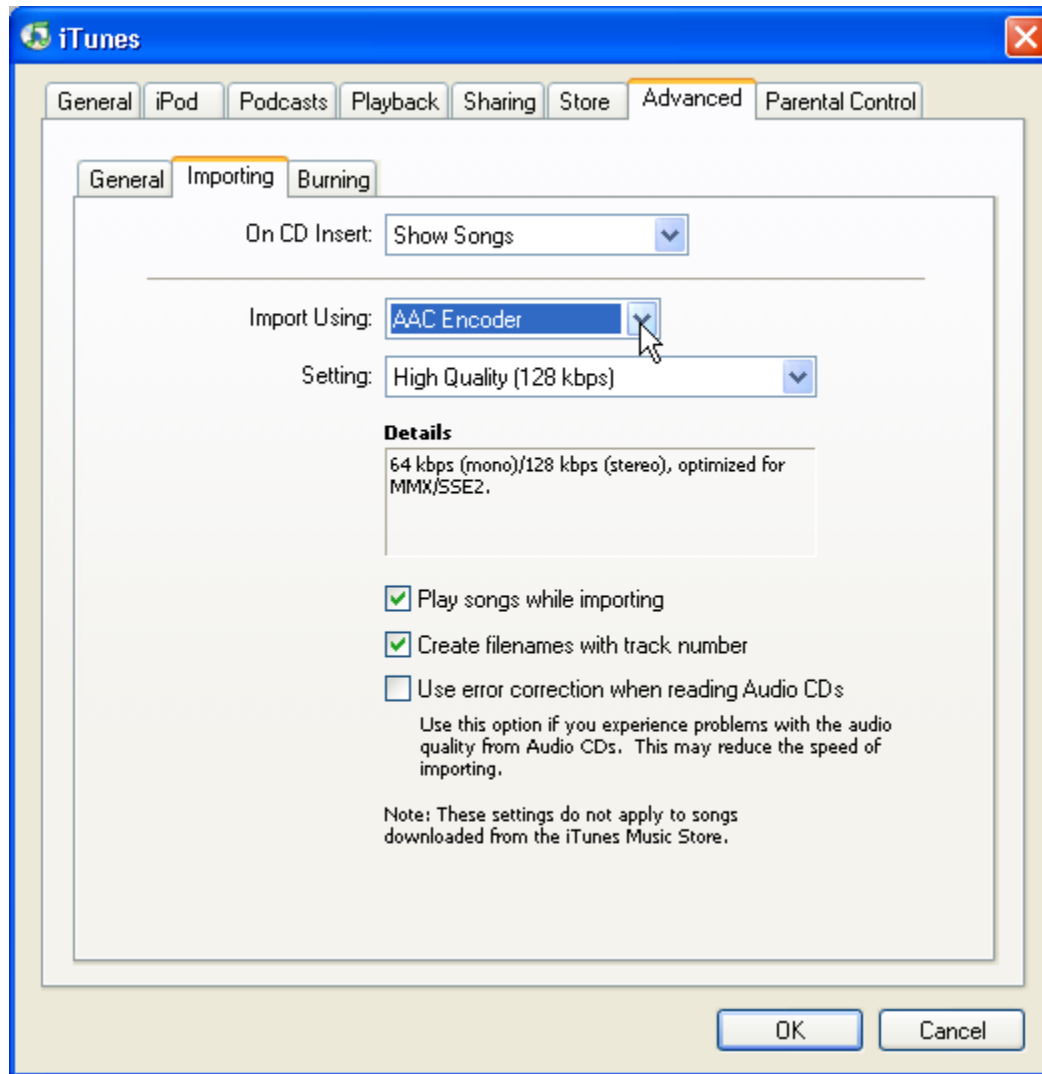 iTunes
General iPod Podcasts Playback Sharing Store Advanced Parental Control
General Importing Burning
On CD Insert: Show Songs
Import Using: AAC Encoder
Setting: High Quality (128 kbps)
Details
64 kbps (mono)/128 kbps (stereo), optimized for
MMX/SSE2.
Play songs while importing
Create filenames with track number
Use error correction when reading Audio CDs
Use this option if you experience problems with the audio
quality from Audio CDs.  This may reduce the speed of
importing.
Note: These settings do not apply to songs
downloaded from the iTunes Music Store.
OK Cancel